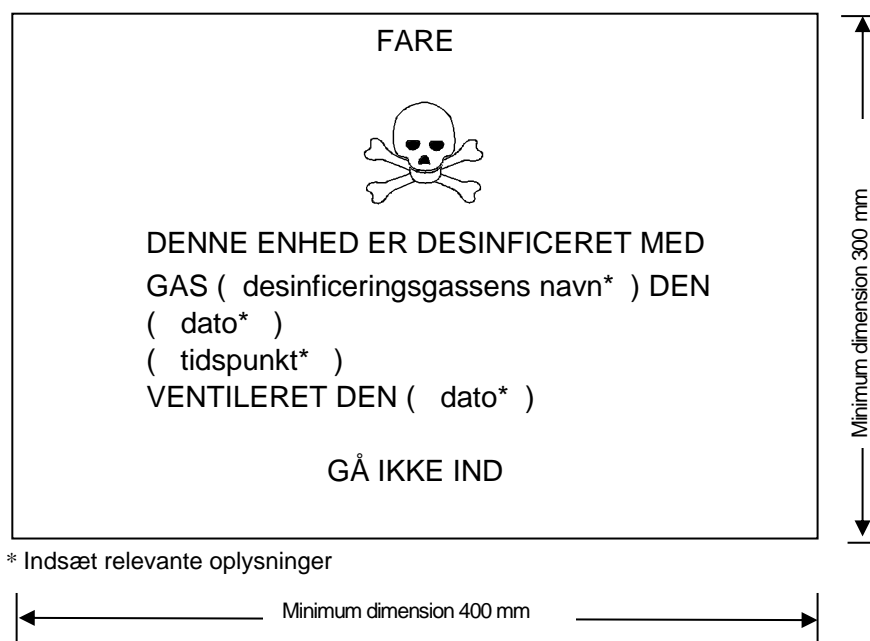 FARE
DENNE ENHED ER DESINFICERET MED
GAS ( desinficeringsgassens navn* ) DEN
( dato* )
( tidspunkt* )
VENTILERET DEN ( dato* )
GÅ IKKE IND
Minimum dimension 300 mm
* Indsæt relevante oplysninger
Minimum dimension 400 mm